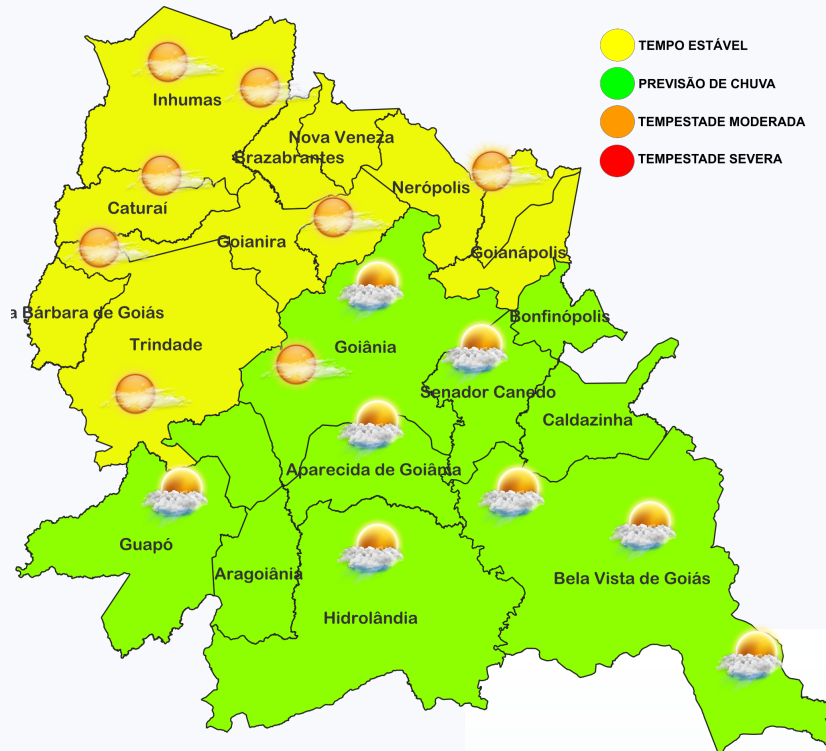 TEMPO ESTÁVEL
PREVISÃO DE CHUVA
TEMPESTADE MODERADA
TEMPESTADE SEVERA
Inhumas
Nova Veneza
Brazabrantes
Nerópolis
Caturaí
Goianira
Goianápolis
a Bárbara de Goiás
Bonfinópolis
Trindade
Goiânia
Senador Canedo
Caldazinha
Aparecida de Goiânia
Guapó
Aragoiânia
Bela Vista de Goiás
Hidrolândia